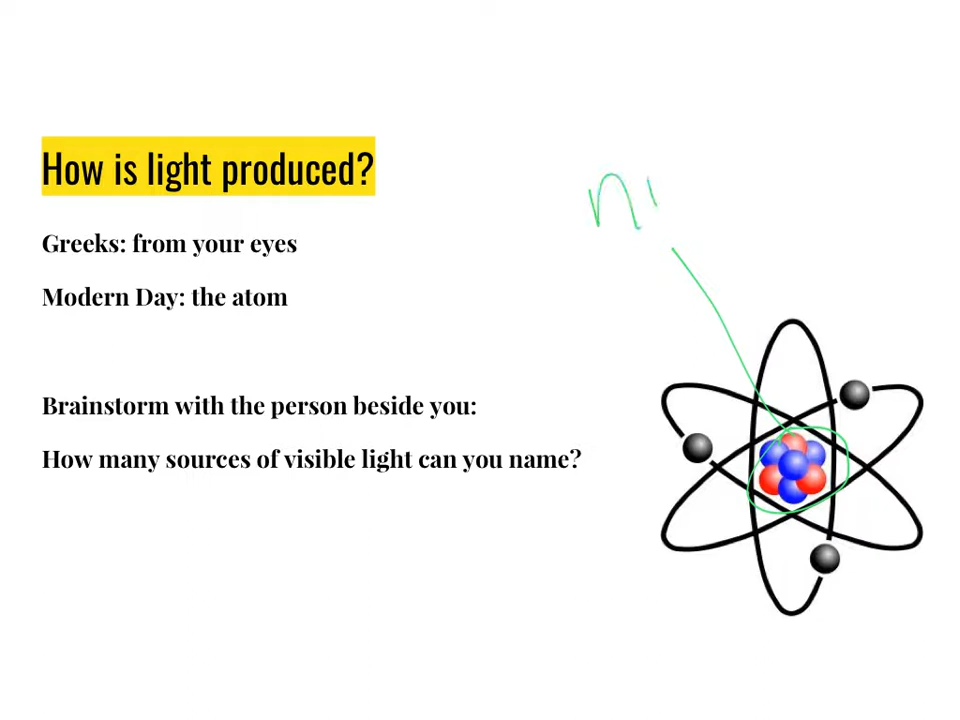 How is light produced?
Greeks: from your eyes
Modern Day: the atom
Brainstorm with the person beside you:
How many sources of visible light can you name?